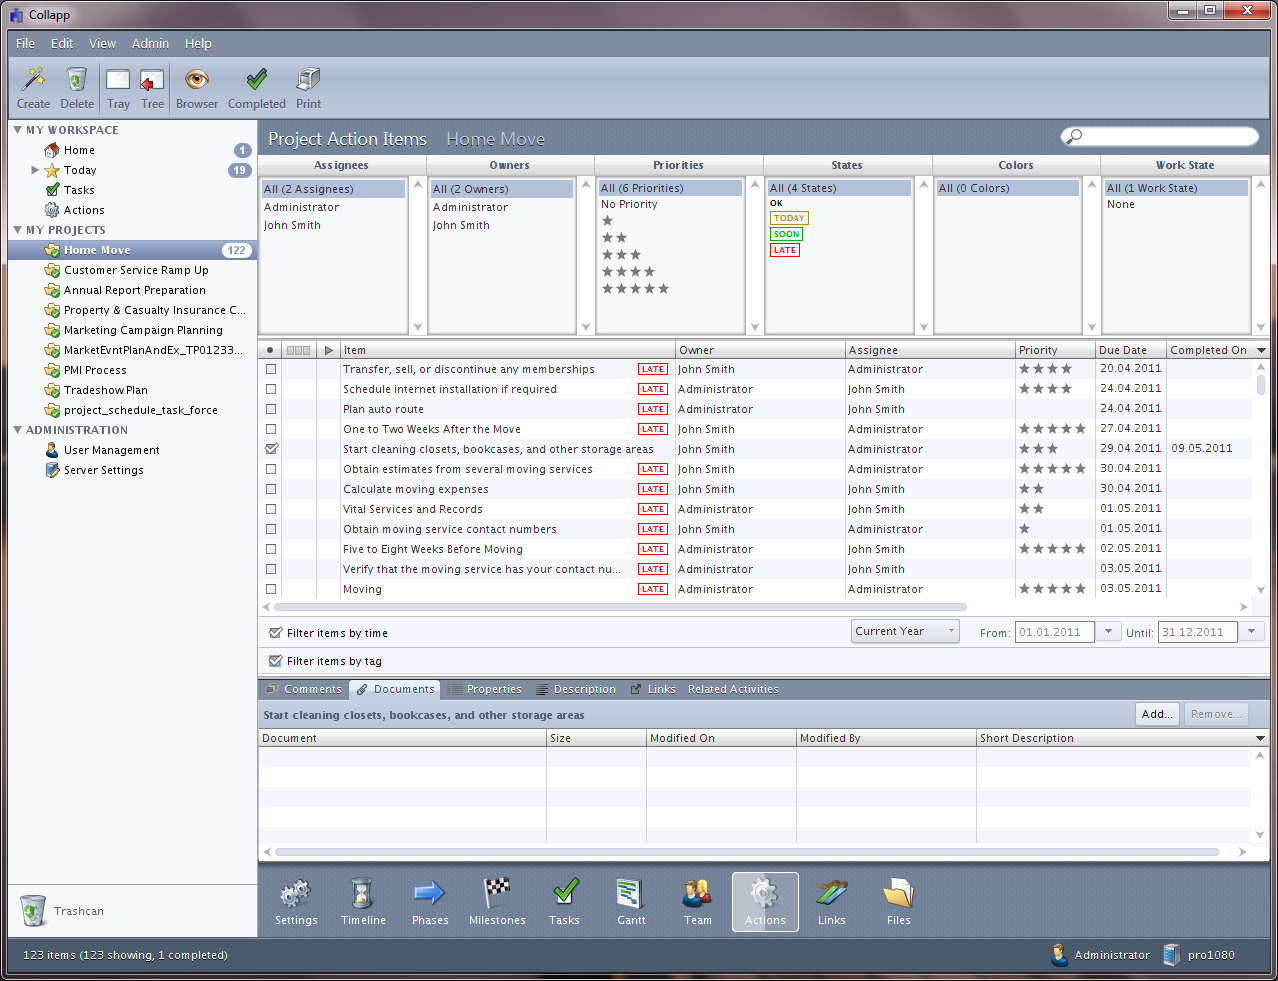 Collapp
File Edit View Admin Help
Create Delete Tray Tree Browser Completed Print
MY WORKSPACE
Home 1
Today 19
Tasks
Actions
MY PROJECTS
Home Move 122
Customer Service Ramp Up
Annual Report Preparation
Property & Casualty Insurance C...
Marketing Campaign Planning
MarketEvntPlanAndEx_TP01233...
PMI Process
Tradeshow Plan
project_schedule_task_force
ADMINISTRATION
User Management
Server Settings
Trashcan
Project Action Items Home Move
Assignees Owners Priorities States Colors Work State
All (2 Assignees) All (2 Owners) All (6 Priorities) All (4 States) All (0 Colors) All (1 Work State)
Administrator Administrator No Priority OK None
John Smith John Smith TODAY
SOON
LATE
Item Owner Assignee Priority Due Date Completed On
Transfer, sell, or discontinue any memberships LATE John Smith Administrator ★★★★ 20.04.2011
Schedule internet installation if required LATE Administrator Administrator ★★★★ 24.04.2011
Plan auto route LATE Administrator John Smith 24.04.2011
One to Two Weeks After the Move LATE John Smith Administrator ★★★★★ 27.04.2011
Start cleaning closets, bookcases, and other storage areas John Smith Administrator ★★★ 29.04.2011 09.05.2011
Obtain estimates from several moving services LATE John Smith Administrator ★★★★★ 30.04.2011
Calculate moving expenses LATE John Smith John Smith ★★ 30.04.2011
Vital Services and Records LATE Administrator John Smith ★★ 01.05.2011
Obtain moving service contact numbers LATE John Smith Administrator ★ 01.05.2011
Five to Eight Weeks Before Moving LATE Administrator John Smith ★★★★★ 02.05.2011
Verify that the moving service has your contact nu... LATE Administrator John Smith 03.05.2011
Moving LATE Administrator Administrator ★★★★★ 03.05.2011
Filter items by time Current Year From: 01.01.2011 Until: 31.12.2011
Filter items by tag
Comments Documents Properties Description Links Related Activities
Start cleaning closets, bookcases, and other storage areas Add... Remove...
Document Size Modified On Modified By Short Description
Settings Timeline Phases Milestones Tasks Gantt Team Actions Links Files
123 items (123 showing, 1 completed) Administrator pro1080